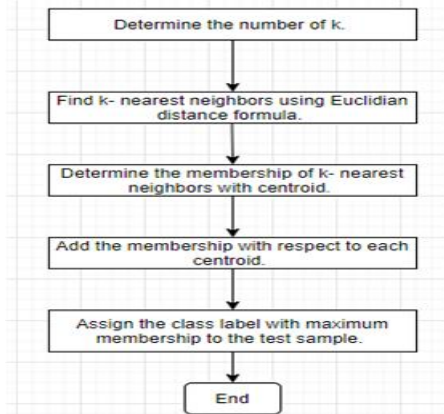 Determine the number of k.
Find k- nearest neighbors using Euclidian
distance formula.
Determine the membership of k- nearest
neighbors with centroid.
Add the membership with respect to each
centroid.
Assign the class label with maximum
membership to the test sample.
End